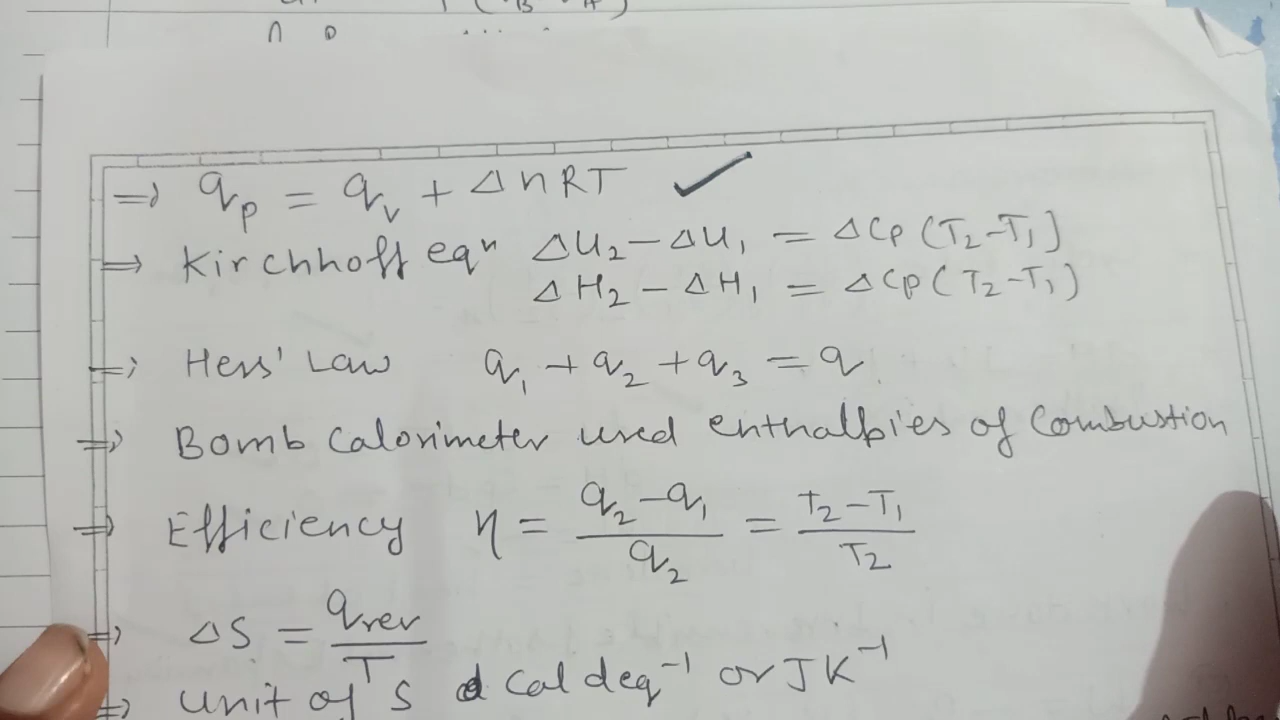 n o ....
=> qp = qv + ΔnRT ✓
=> Kirchhoff eqn ΔU2 - ΔU1 = ΔCp (T2-T1)
ΔH2 - ΔH1 = ΔCp (T2-T1)
=> Hess' Law q1 + q2 + q3 = q
=> Bomb Calorimeter used enthalpies of Combustion
=> Efficiency η = (q2 - q1)/q2 = (T2 - T1)/T2
=> ΔS = qrev/T
=> Unit of S Cal deg-1 or JK-1